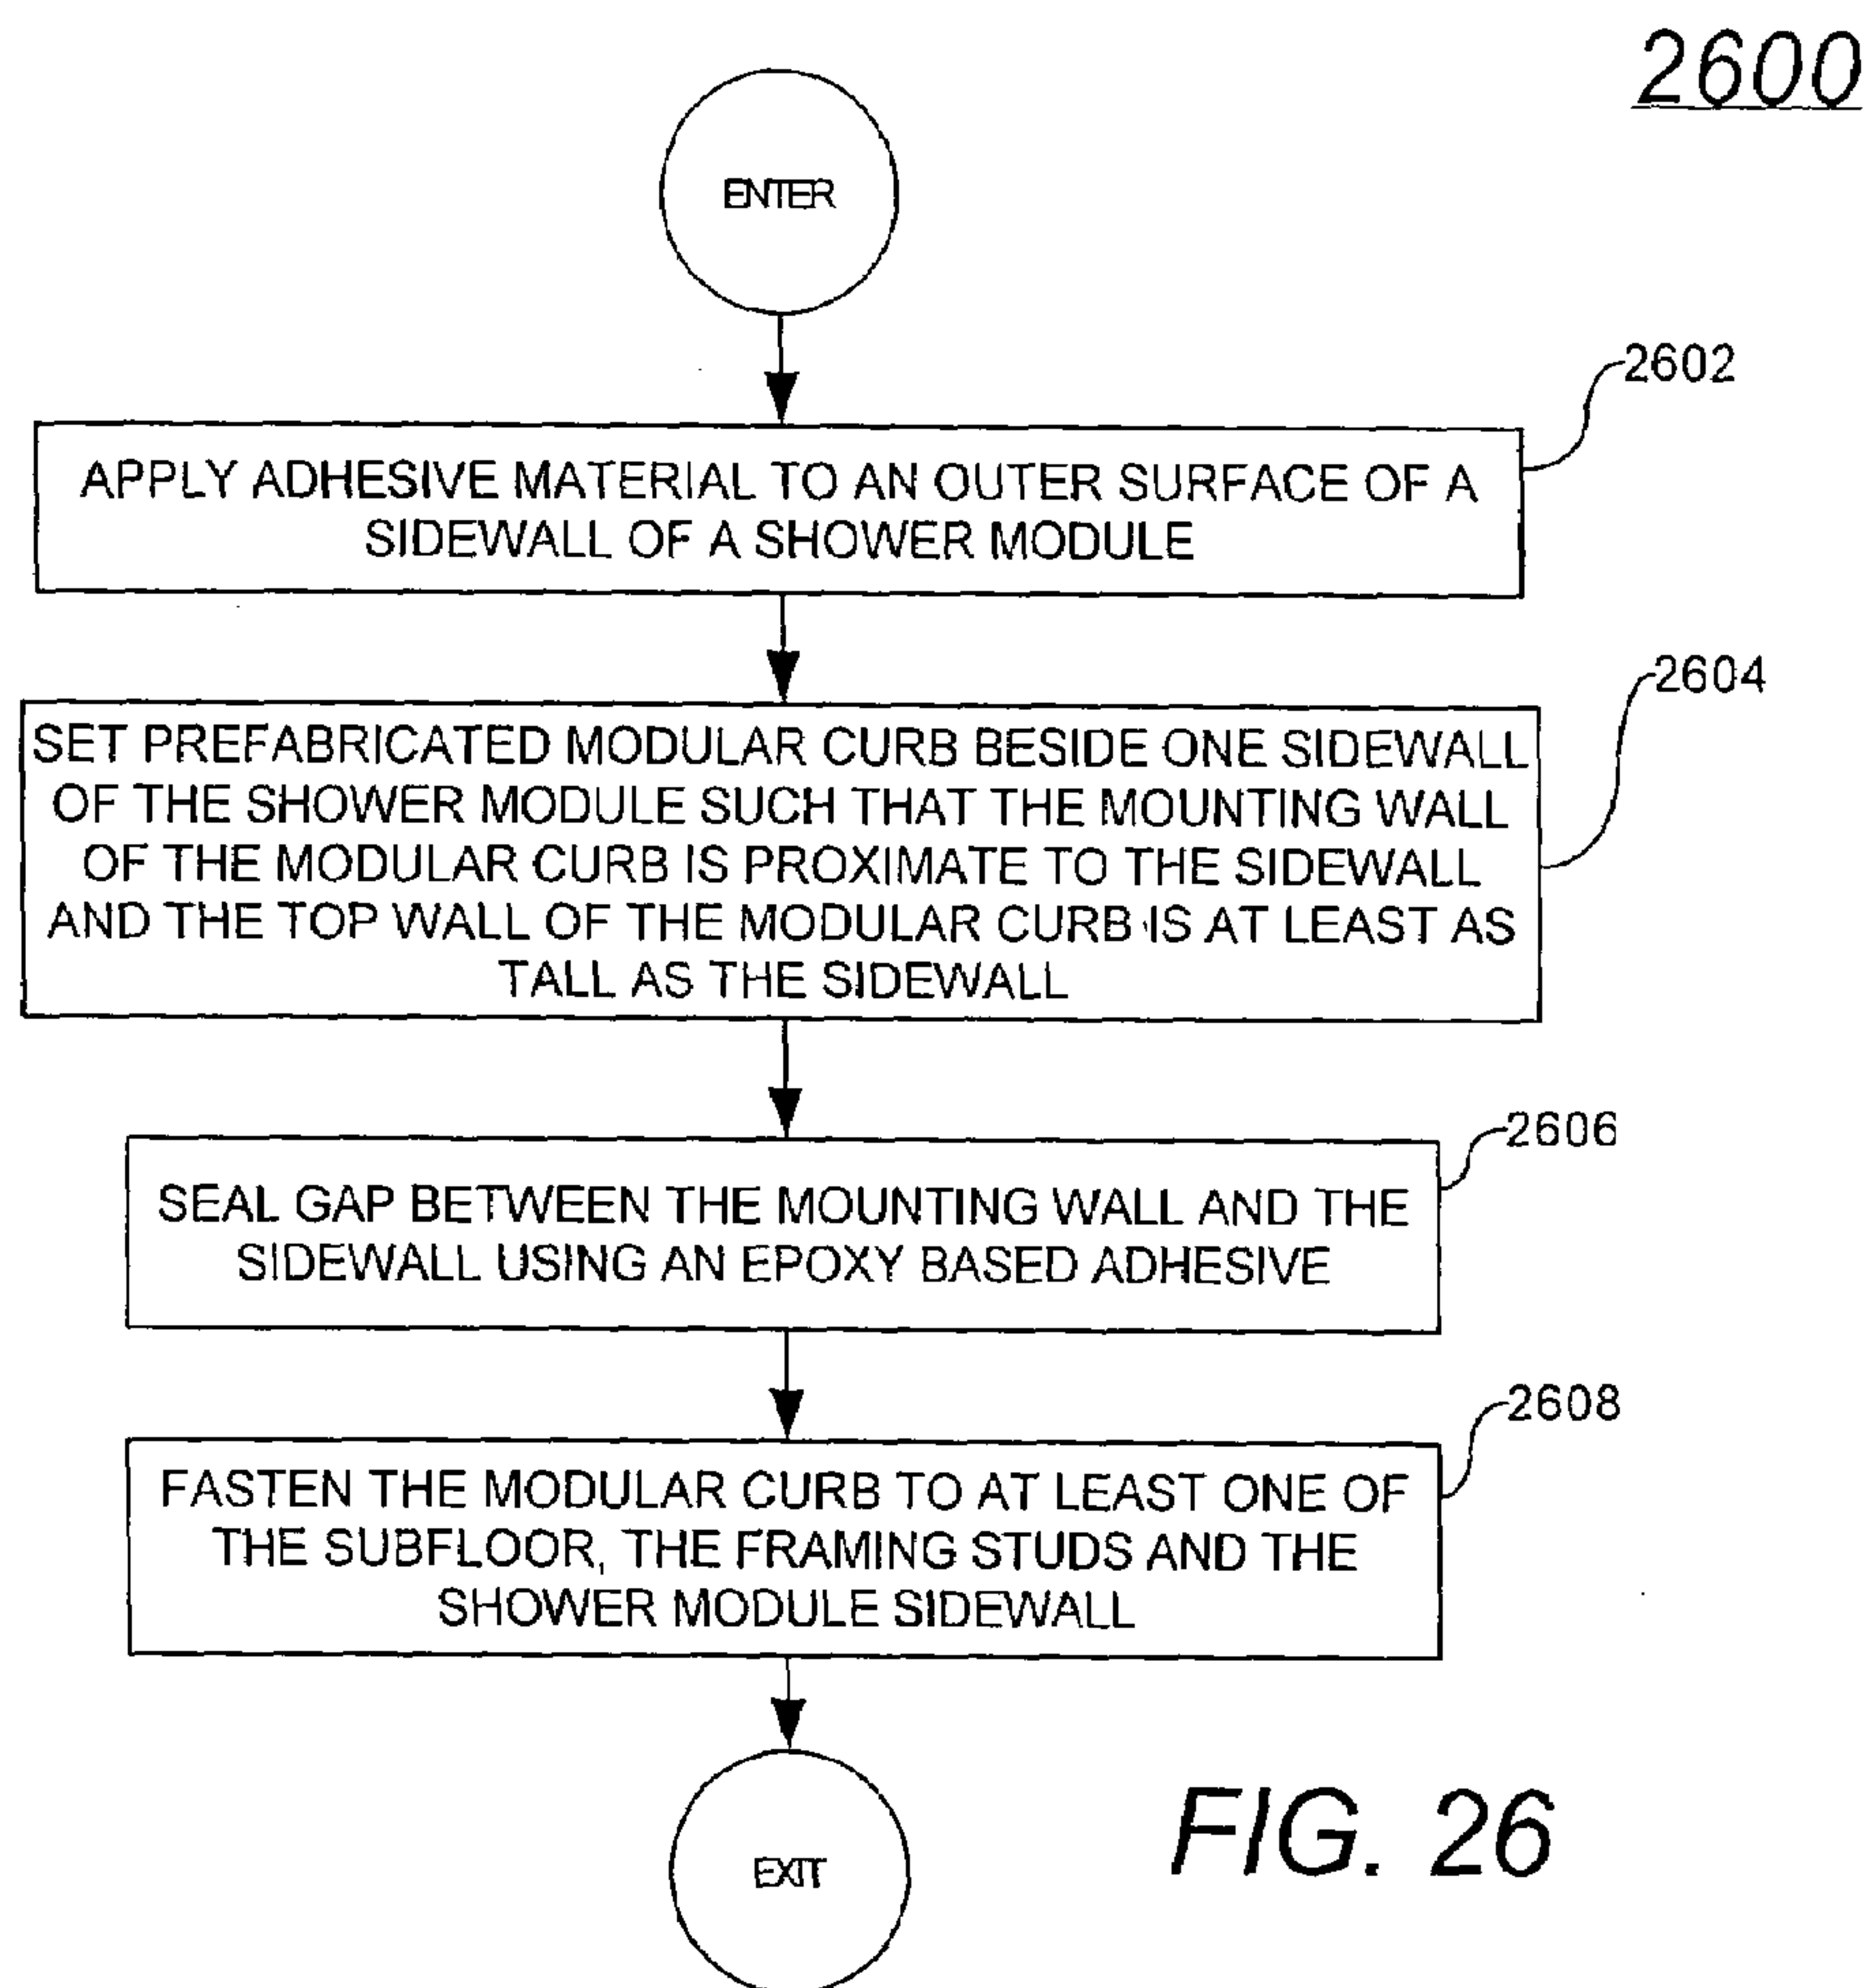 2600
ENTER
2602
APPLY ADHESIVE MATERIAL TO AN OUTER SURFACE OF A
SIDEWALL OF A SHOWER MODULE
2604
SET PREFABRICATED MODULAR CURB BESIDE ONE SIDEWALL
OF THE SHOWER MODULE SUCH THAT THE MOUNTING WALL
OF THE MODULAR CURB IS PROXIMATE TO THE SIDEWALL
AND THE TOP WALL OF THE MODULAR CURB IS AT LEAST AS
TALL AS THE SIDEWALL
2606
SEAL GAP BETWEEN THE MOUNTING WALL AND THE
SIDEWALL USING AN EPOXY BASED ADHESIVE
2608
FASTEN THE MODULAR CURB TO AT LEAST ONE OF
THE SUBFLOOR, THE FRAMING STUDS AND THE
SHOWER MODULE SIDEWALL
EXIT
FIG. 26